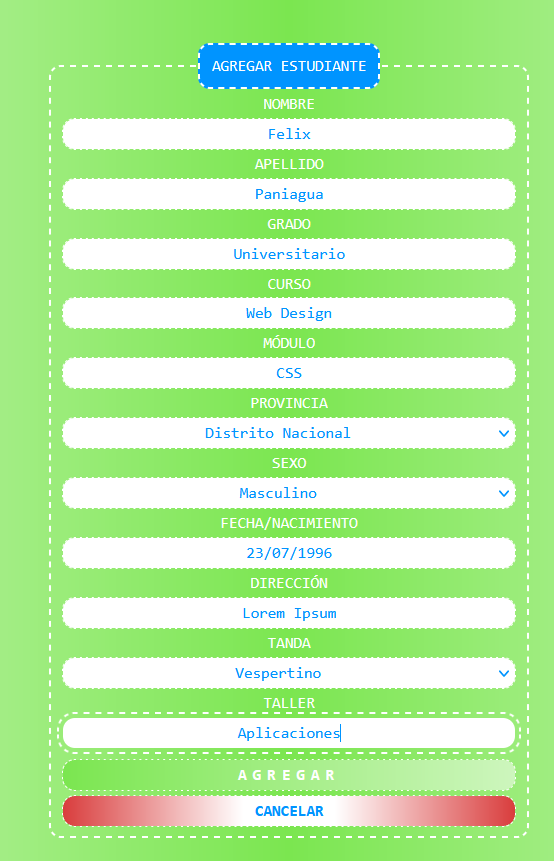 AGREGAR ESTUDIANTE
NOMBRE
Felix
APELLIDO
Paniagua
GRADO
Universitario
CURSO
Web Design
MÓDULO
CSS
PROVINCIA
Distrito Nacional
SEXO
Masculino
FECHA/NACIMIENTO
23/07/1996
DIRECCIÓN
Lorem Ipsum
TANDA
Vespertino
TALLER
Aplicaciones
AGREGAR
CANCELAR